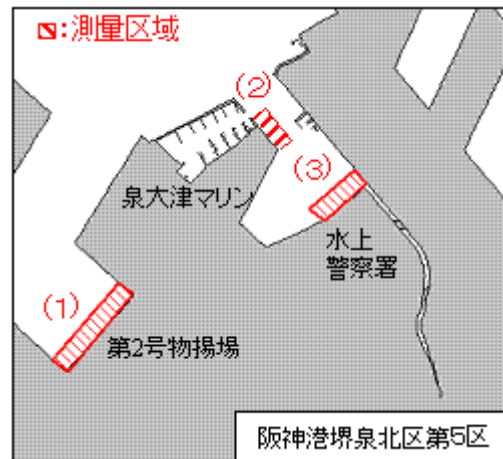 :測量区域
(2)
(3)
泉大津マリン
水上
警察署
(1)
第2号物揚場
阪神港堺泉北区第5区